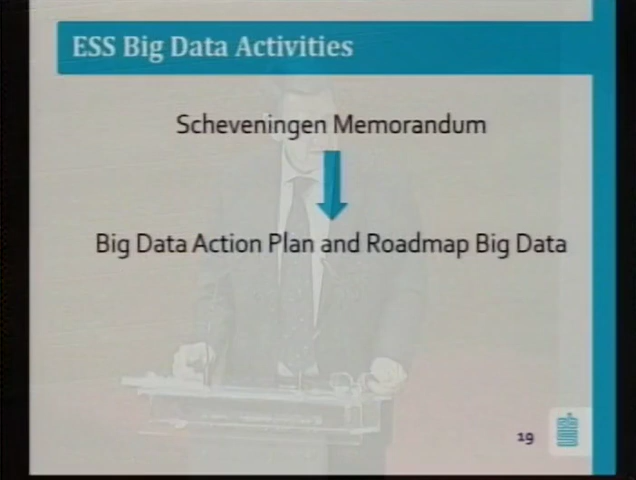 ESS Big Data Activities
Scheveningen Memorandum
Big Data Action Plan and Roadmap Big Data
19